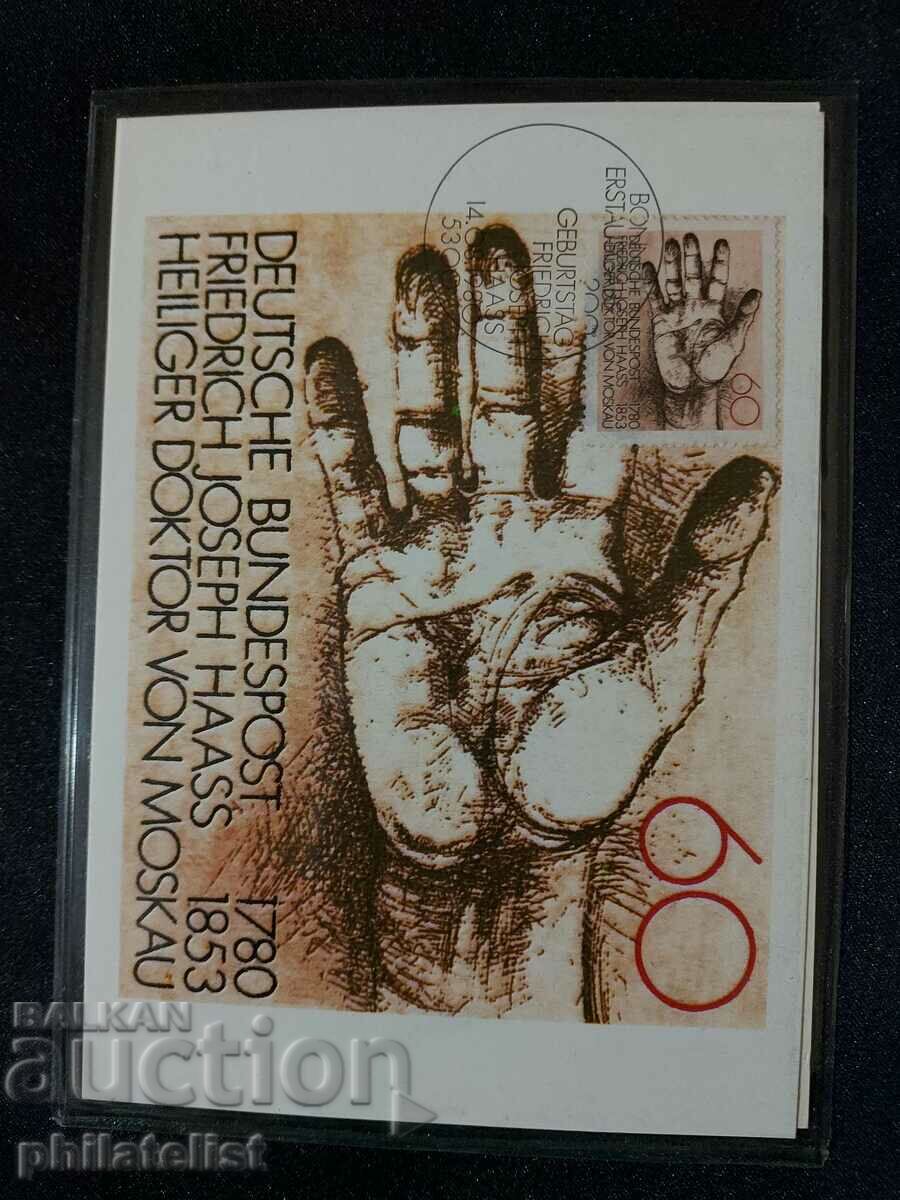 DEUTSCHE BUNDESPOST 1780
FRIEDRICH JOSEPH HAASS 1853
HEILIGER DOKTOR VON MOSKAU
60
DEUTSCHE BUNDESPOST 1780
FRIEDRICH JOSEPH HAASS 1853
HEILIGER DOKTOR VON MOSKAU
60
BONN
200
GEBURTSTAG
HAASS
BALKAN
auction
philatelist